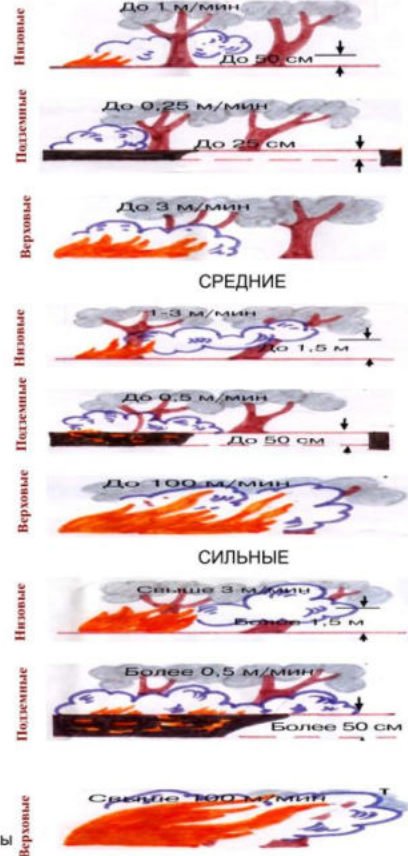 Низовые
До 1 м/мин
До 50 см
Подземные
До 0,25 м/мин
До 25 см
Верховые
До 3 м/мин
СРЕДНИЕ
Низовые
1-3 м/мин
До 1,5 м
Подземные
До 0,5 м/мин
До 50 см
Верховые
До 100 м/мин
СИЛЬНЫЕ
Низовые
Свыше 3 м/мин
Более 1,5 м
Подземные
Более 0,5 м/мин
Более 50 см
Верховые
Свыше 100 м/мин
т
ы